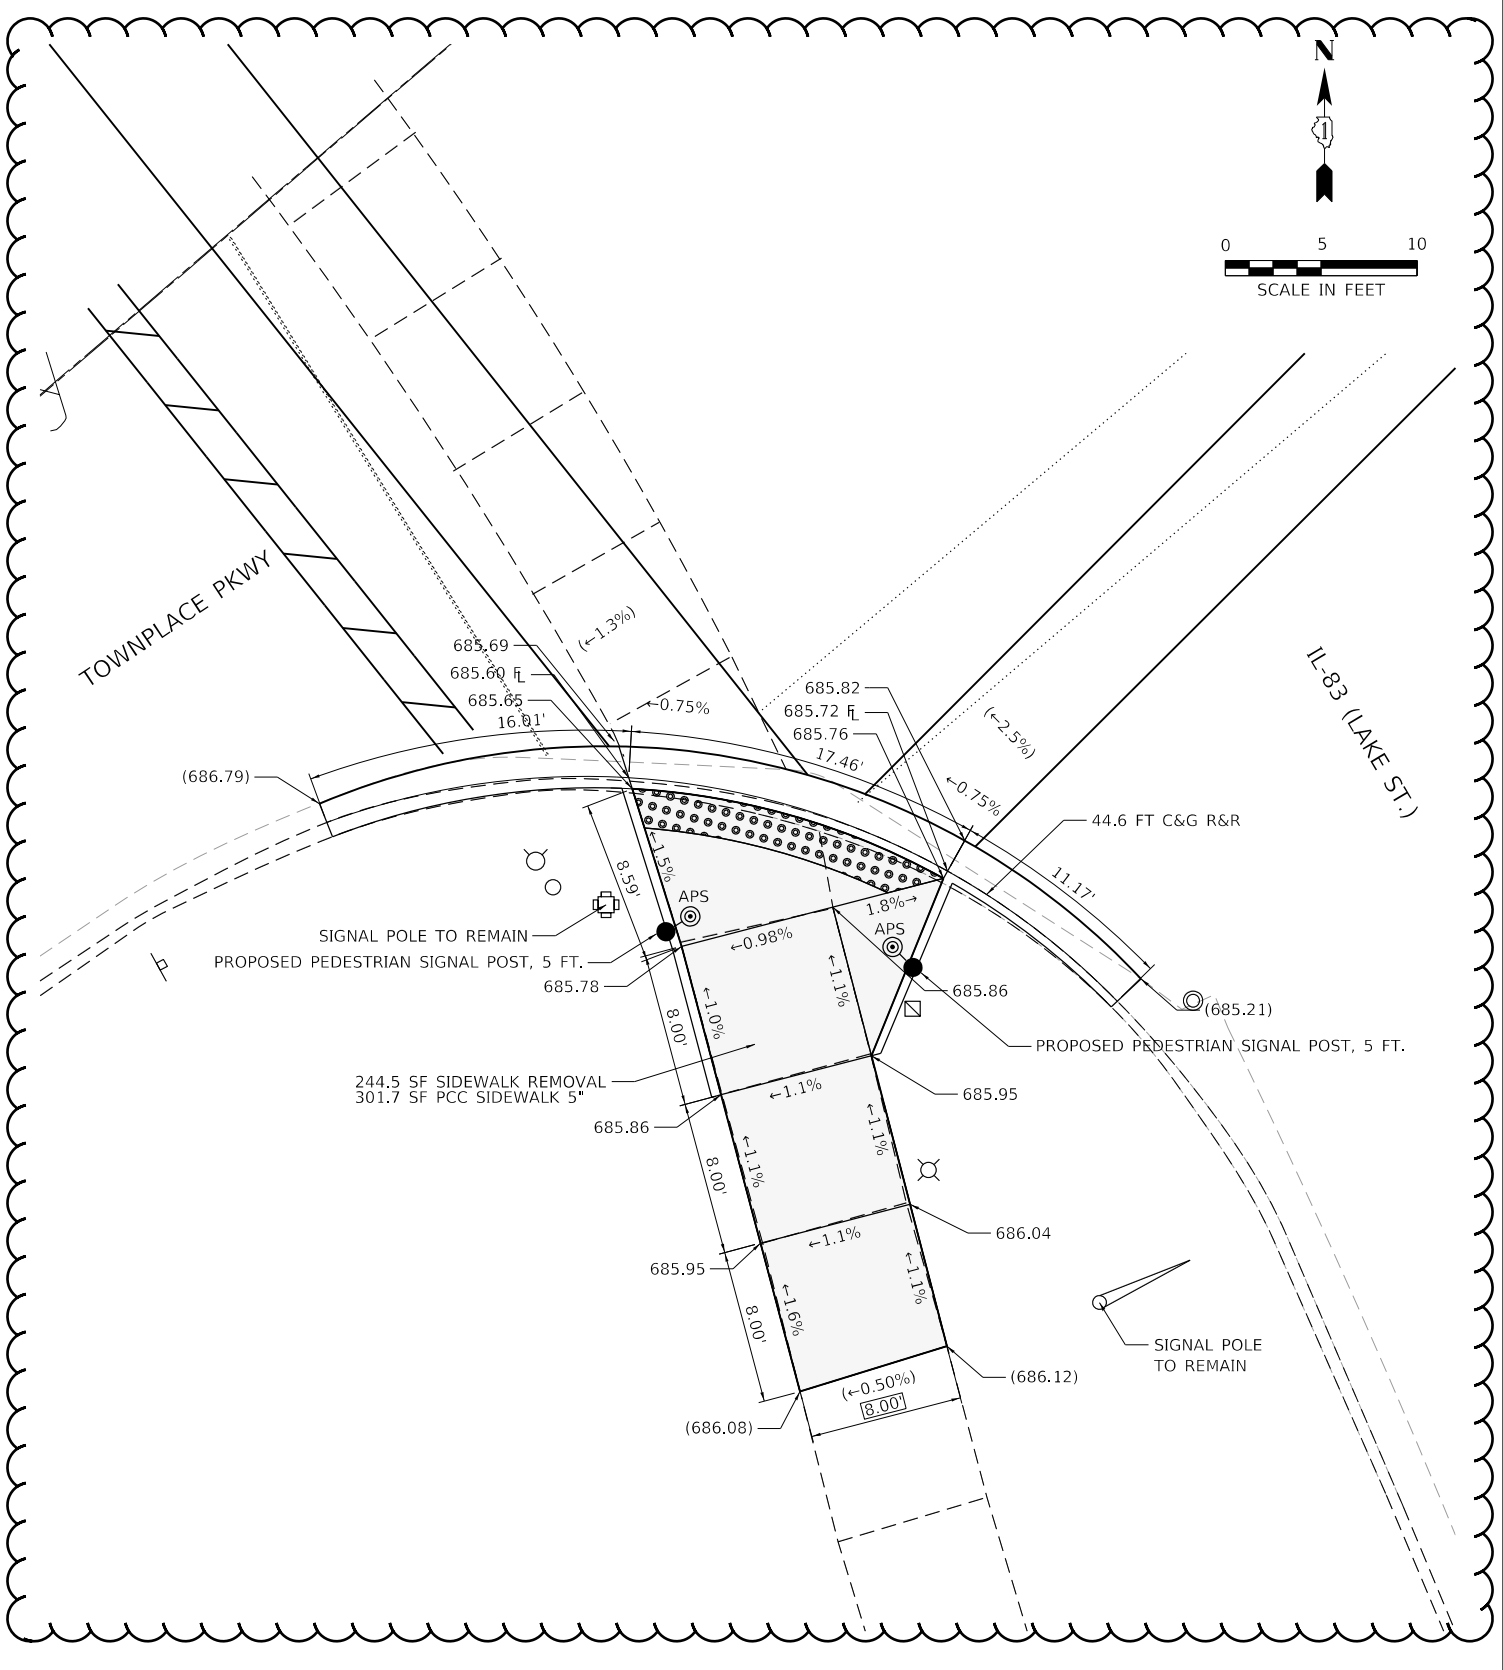 N
1
0 5 10
SCALE IN FEET
TOWNPLACE PKWY
IL-83 (LAKE ST.)
(←1.3%)
685.69
685.60 FL
685.65
16.01'
←0.75%
685.82
685.72 FL
685.76
(←2.5%)
17.46'
←0.75%
(686.79)
44.6 FT C&G R&R
11.17'
8.59'
←1.5%
APS
1.8%→
APS
SIGNAL POLE TO REMAIN
PROPOSED PEDESTRIAN SIGNAL POST, 5 FT.
←0.98%
685.78
←1.1%
685.86
(685.21)
PROPOSED PEDESTRIAN SIGNAL POST, 5 FT.
8.00'
←1.0%
244.5 SF SIDEWALK REMOVAL
301.7 SF PCC SIDEWALK 5"
←1.1%
685.95
685.86
←1.1%
←1.1%
8.00'
←1.1%
686.04
685.95
←1.1%
←1.6%
8.00'
SIGNAL POLE
TO REMAIN
(686.12)
(←0.50%)
8.00'
(686.08)